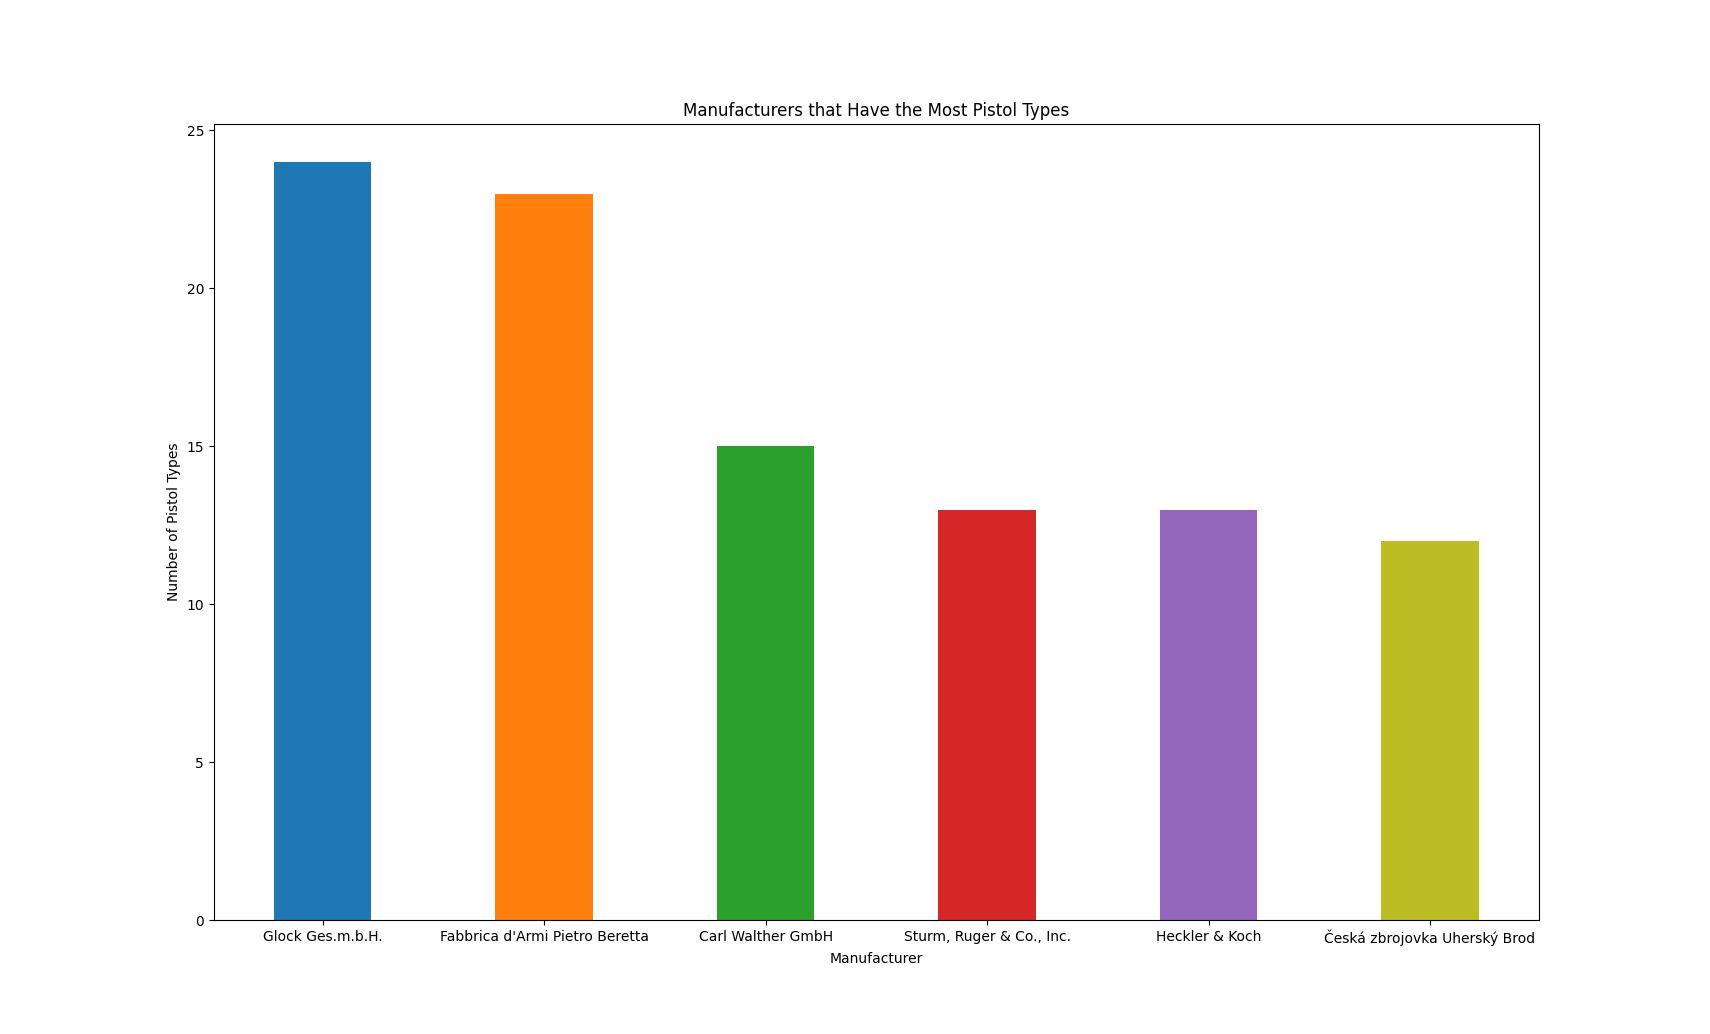 Manufacturers that Have the Most Pistol Types
25
20
15
10
5
0
Number of Pistol Types
Glock Ges.m.b.H.
Fabbrica d'Armi Pietro Beretta
Carl Walther GmbH
Sturm, Ruger & Co., Inc.
Heckler & Koch
Česká zbrojovka Uherský Brod
Manufacturer